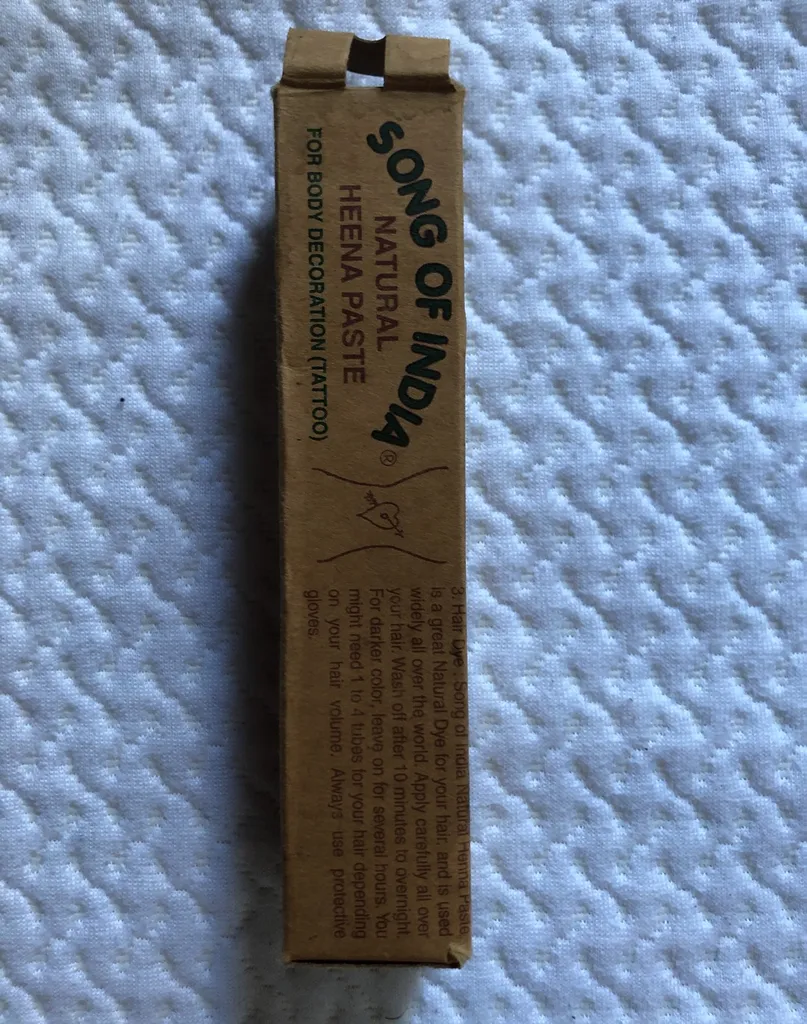 SONG OF INDIA ®
NATURAL
HEENA PASTE
FOR BODY DECORATION (TATTOO)
3. Hair Dye : Song of India Natural Henna Paste,
is a great Natural Dye for your hair, and is used
widely all over the world. Apply carefully all over
your hair. Wash off after 10 minutes to overnight.
For darker color, leave on for several hours. You
might need 1 to 4 tubes for your hair depending
on your hair volume. Always use protective
gloves.